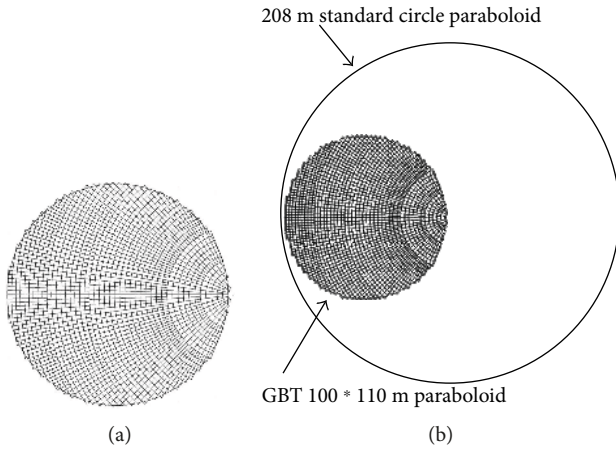 208 m standard circle paraboloid
GBT 100 * 110 m paraboloid
(a)
(b)